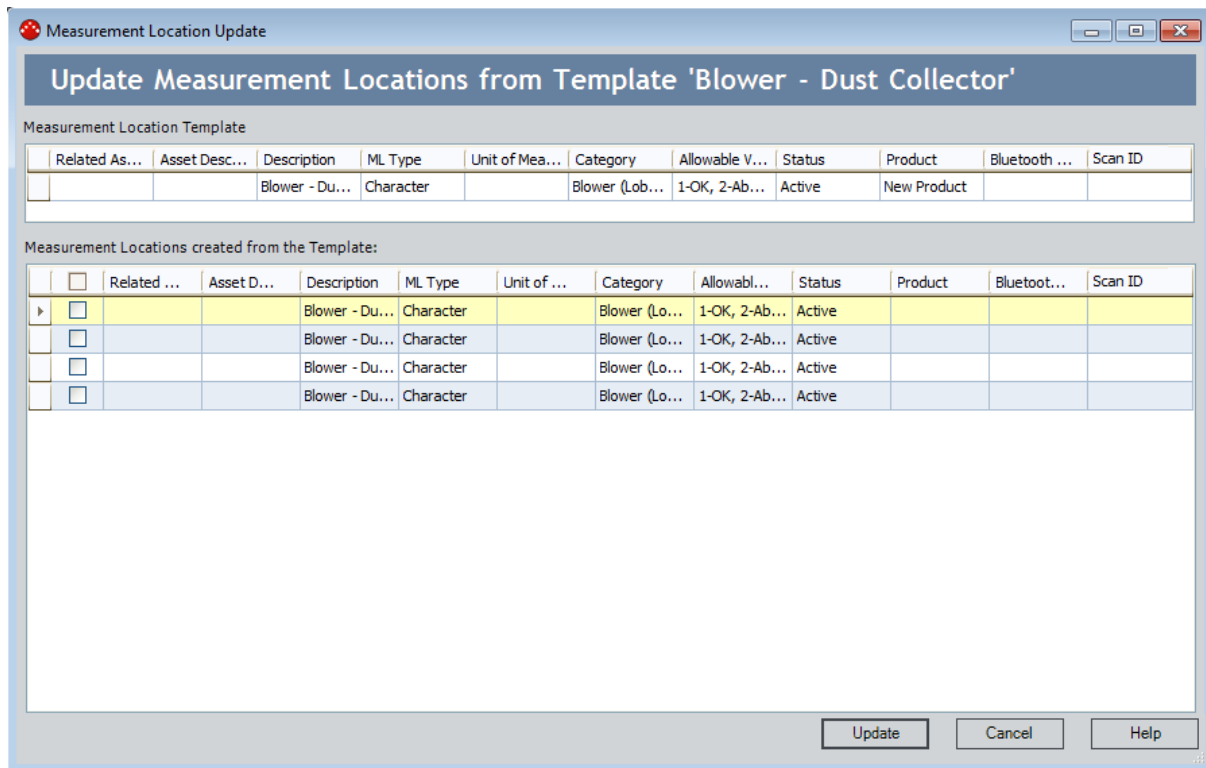 Measurement Location Update
Update Measurement Locations from Template 'Blower - Dust Collector'
Measurement Location Template
Related As... Asset Desc... Description ML Type Unit of Mea... Category Allowable V... Status Product Bluetooth ... Scan ID
Blower - Du... Character Blower (Lob... 1-OK, 2-Ab... Active New Product
Measurement Locations created from the Template:
Related ... Asset D... Description ML Type Unit of ... Category Allowabl... Status Product Bluetoot... Scan ID
Blower - Du... Character Blower (Lo... 1-OK, 2-Ab... Active
Blower - Du... Character Blower (Lo... 1-OK, 2-Ab... Active
Blower - Du... Character Blower (Lo... 1-OK, 2-Ab... Active
Blower - Du... Character Blower (Lo... 1-OK, 2-Ab... Active
Update Cancel Help